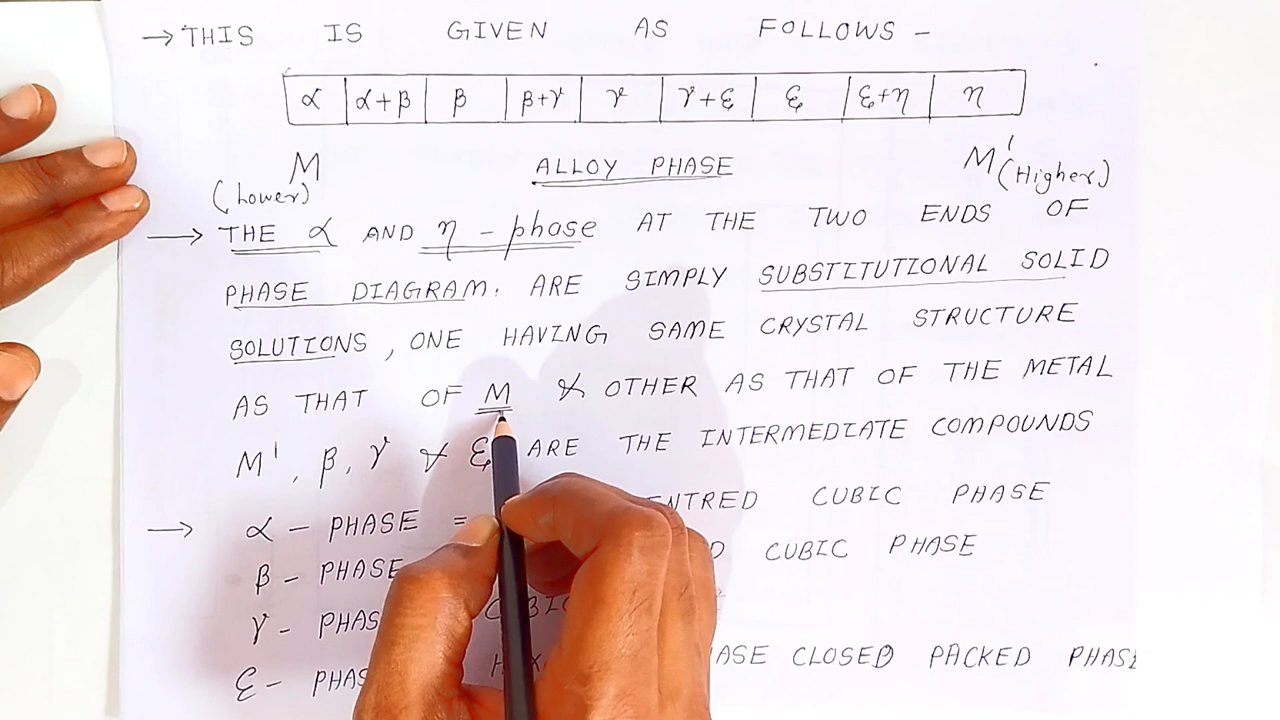 → THIS IS GIVEN AS FOLLOWS -
α | α+β | β | β+γ | γ | γ+ε | ε | ε+η | η
M ALLOY PHASE M' (Higher)
(Lower)
→ THE α AND η - phase AT THE TWO ENDS OF
PHASE DIAGRAM. ARE SIMPLY SUBSTITUTIONAL SOLID
SOLUTIONS, ONE HAVING SAME CRYSTAL STRUCTURE
AS THAT OF M & OTHER AS THAT OF THE METAL
M', β, γ & ε ARE THE INTERMEDIATE COMPOUNDS
→ α - PHASE = CUBIC PHASE
β - PHASE CUBIC PHASE
γ - PHAS
ε - PHAS CLOSED PACKED PHASE